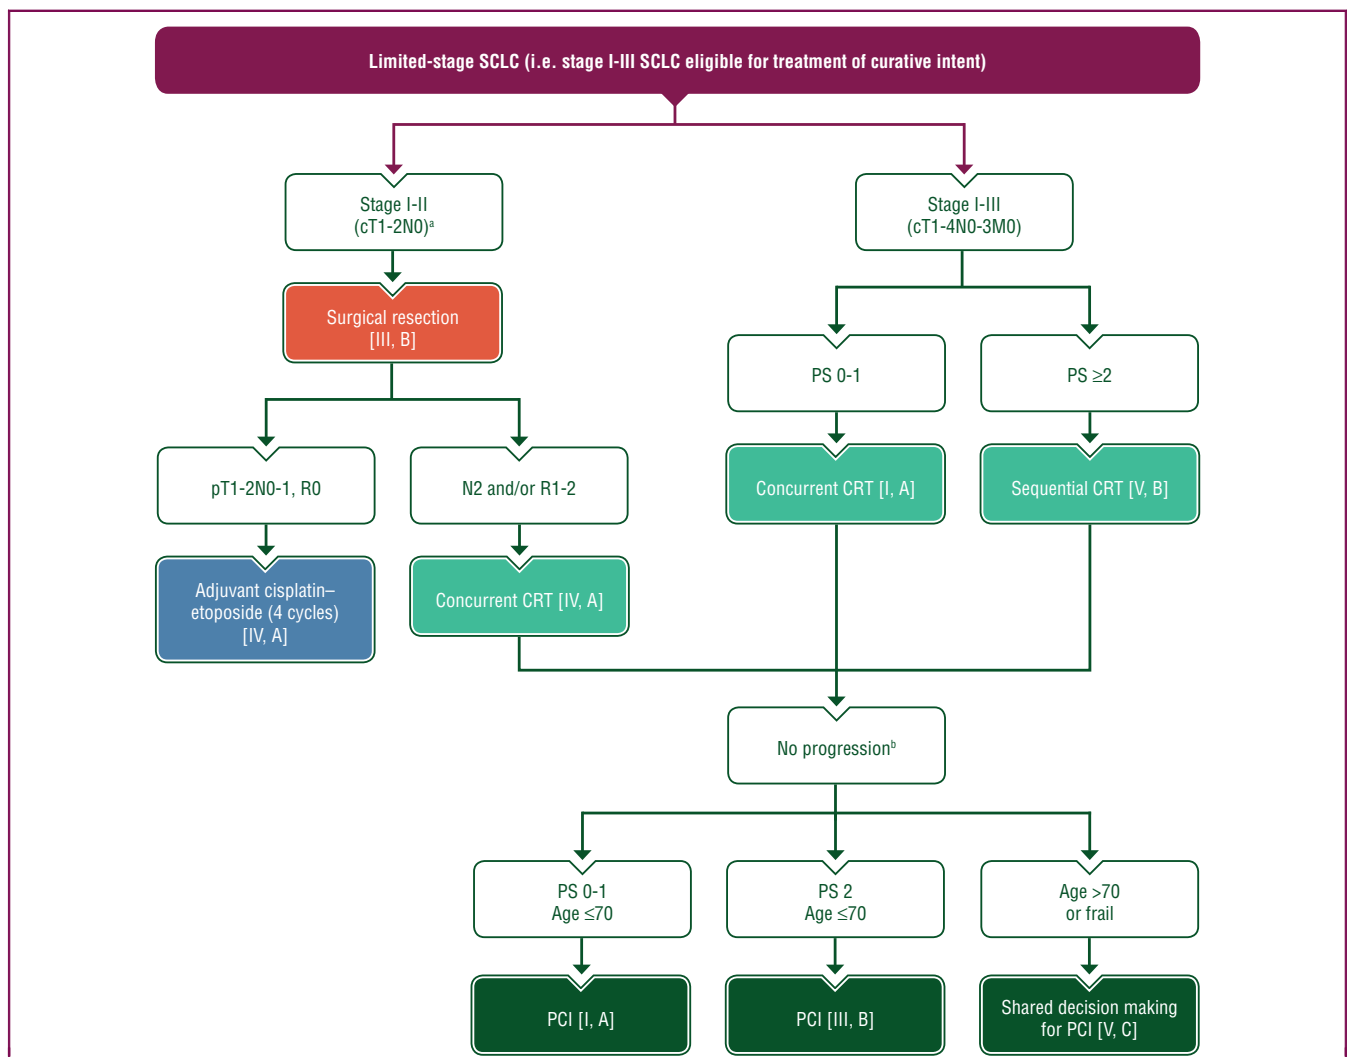 Limited-stage SCLC (i.e. stage I-III SCLC eligible for treatment of curative intent)
Stage I-II
(cT1-2N0)ᵃ
Stage I-III
(cT1-4N0-3M0)
Surgical resection
[III, B]
PS 0-1
PS ≥2
pT1-2N0-1, R0
N2 and/or R1-2
Concurrent CRT [I, A]
Sequential CRT [V, B]
Adjuvant cisplatin–
etoposide (4 cycles)
[IV, A]
Concurrent CRT [IV, A]
No progressionᵇ
PS 0-1
Age ≤70
PS 2
Age ≤70
Age >70
or frail
PCI [I, A]
PCI [III, B]
Shared decision making
for PCI [V, C]